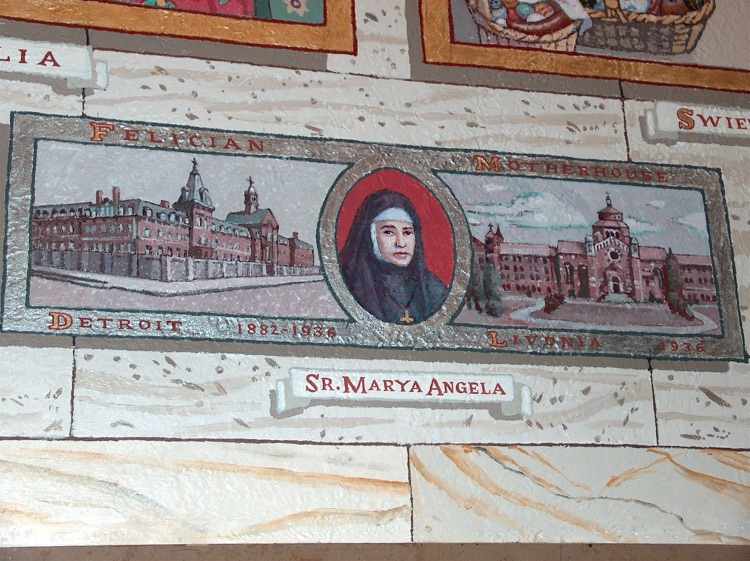 LIA
SWIE
FELICIAN MOTHERHOUSE
DETROIT 1882-1936 LIVONIA 1936
SR. MARYA ANGELA